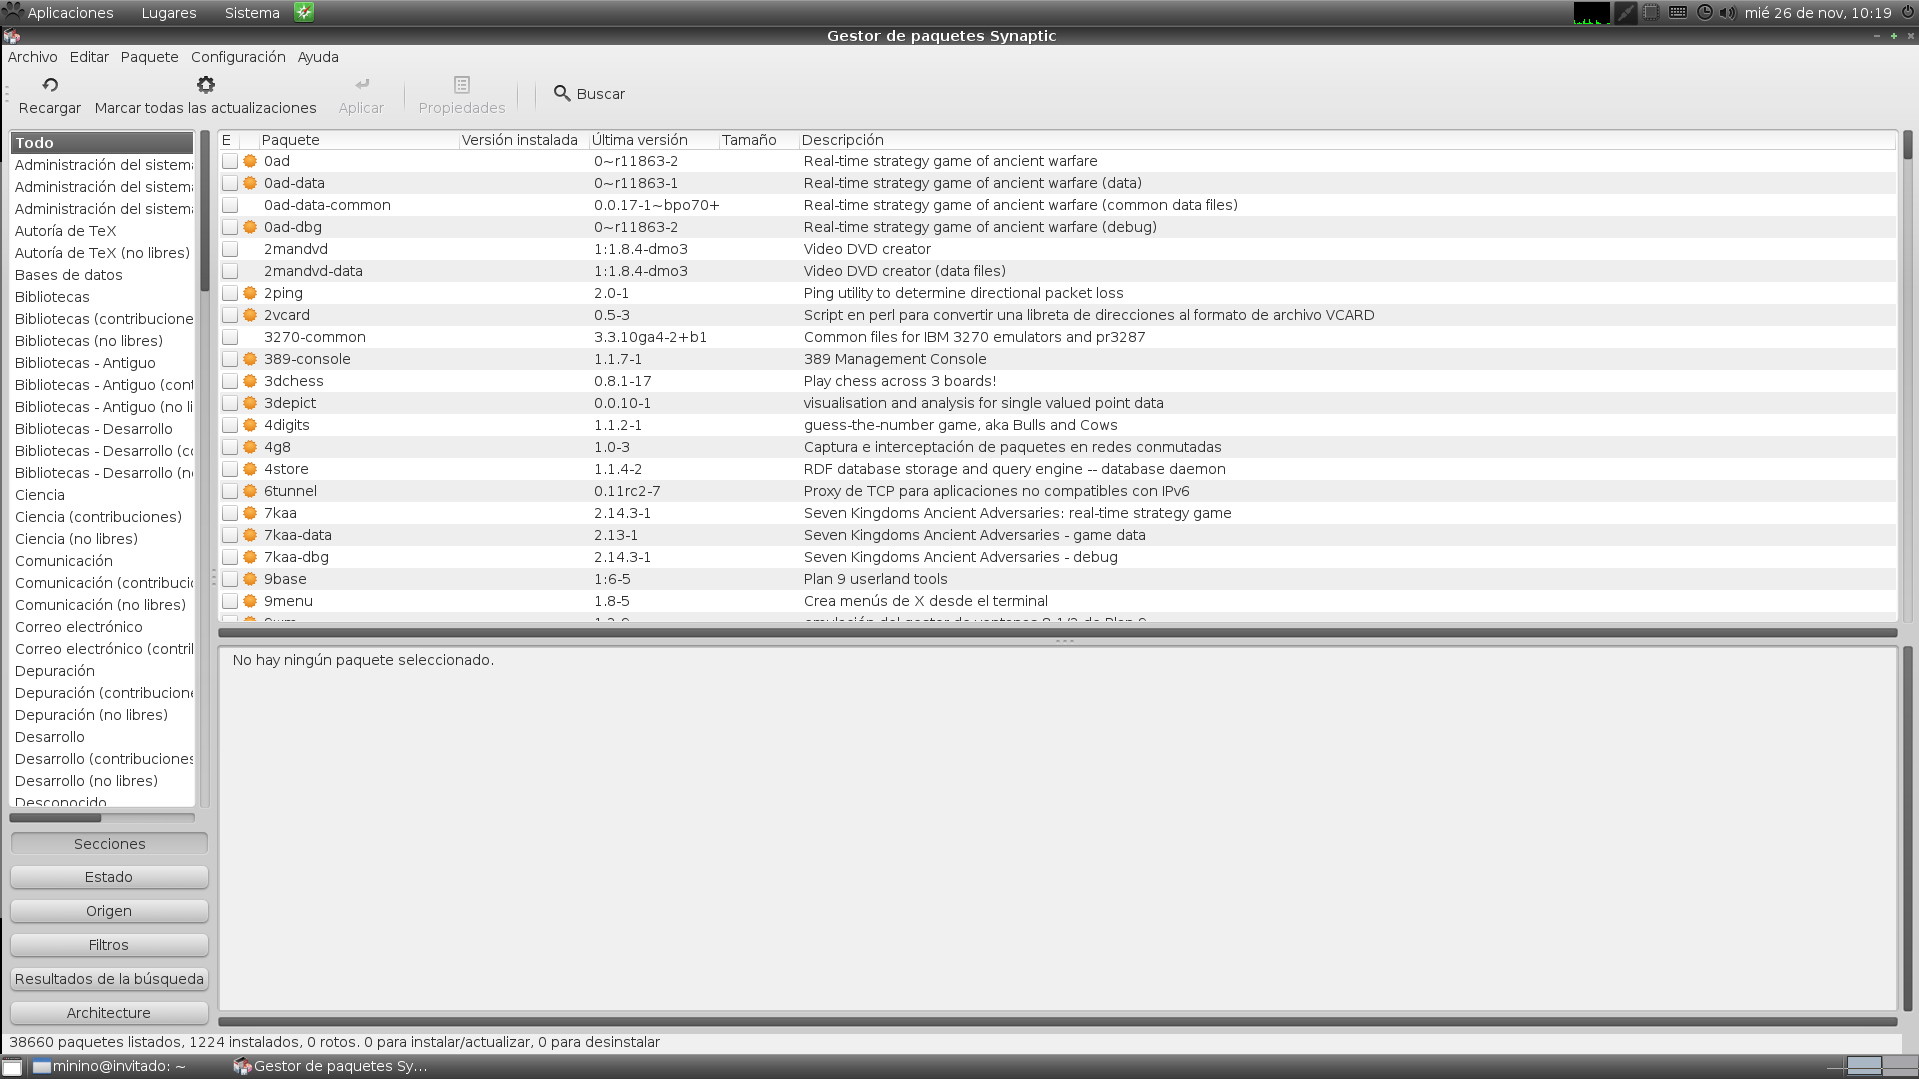 Aplicaciones Lugares Sistema mié 26 de nov, 10:19
Gestor de paquetes Synaptic
Archivo Editar Paquete Configuración Ayuda
Recargar Marcar todas las actualizaciones Aplicar Propiedades Buscar
Todo
Administración del sistema
Administración del sistema
Administración del sistema
Autoría de TeX
Autoría de TeX (no libres)
Bases de datos
Bibliotecas
Bibliotecas (contribucione
Bibliotecas (no libres)
Bibliotecas - Antiguo
Bibliotecas - Antiguo (cont
Bibliotecas - Antiguo (no li
Bibliotecas - Desarrollo
Bibliotecas - Desarrollo (co
Bibliotecas - Desarrollo (no
Ciencia
Ciencia (contribuciones)
Ciencia (no libres)
Comunicación
Comunicación (contribucio
Comunicación (no libres)
Correo electrónico
Correo electrónico (contril
Depuración
Depuración (contribucione
Depuración (no libres)
Desarrollo
Desarrollo (contribuciones
Desarrollo (no libres)
Desconocido
Secciones
Estado
Origen
Filtros
Resultados de la búsqueda
Architecture
E Paquete Versión instalada Última versión Tamaño Descripción
0ad 0~r11863-2 Real-time strategy game of ancient warfare
0ad-data 0~r11863-1 Real-time strategy game of ancient warfare (data)
0ad-data-common 0.0.17-1~bpo70+ Real-time strategy game of ancient warfare (common data files)
0ad-dbg 0~r11863-2 Real-time strategy game of ancient warfare (debug)
2mandvd 1:1.8.4-dmo3 Video DVD creator
2mandvd-data 1:1.8.4-dmo3 Video DVD creator (data files)
2ping 2.0-1 Ping utility to determine directional packet loss
2vcard 0.5-3 Script en perl para convertir una libreta de direcciones al formato de archivo VCARD
3270-common 3.3.10ga4-2+b1 Common files for IBM 3270 emulators and pr3287
389-console 1.1.7-1 389 Management Console
3dchess 0.8.1-17 Play chess across 3 boards!
3depict 0.0.10-1 visualisation and analysis for single valued point data
4digits 1.1.2-1 guess-the-number game, aka Bulls and Cows
4g8 1.0-3 Captura e interceptación de paquetes en redes conmutadas
4store 1.1.4-2 RDF database storage and query engine -- database daemon
6tunnel 0.11rc2-7 Proxy de TCP para aplicaciones no compatibles con IPv6
7kaa 2.14.3-1 Seven Kingdoms Ancient Adversaries: real-time strategy game
7kaa-data 2.13-1 Seven Kingdoms Ancient Adversaries - game data
7kaa-dbg 2.14.3-1 Seven Kingdoms Ancient Adversaries - debug
9base 1:6-5 Plan 9 userland tools
9menu 1.8-5 Crea menús de X desde el terminal
No hay ningún paquete seleccionado.
38660 paquetes listados, 1224 instalados, 0 rotos. 0 para instalar/actualizar, 0 para desinstalar
minino@invitado: ~ Gestor de paquetes Sy...